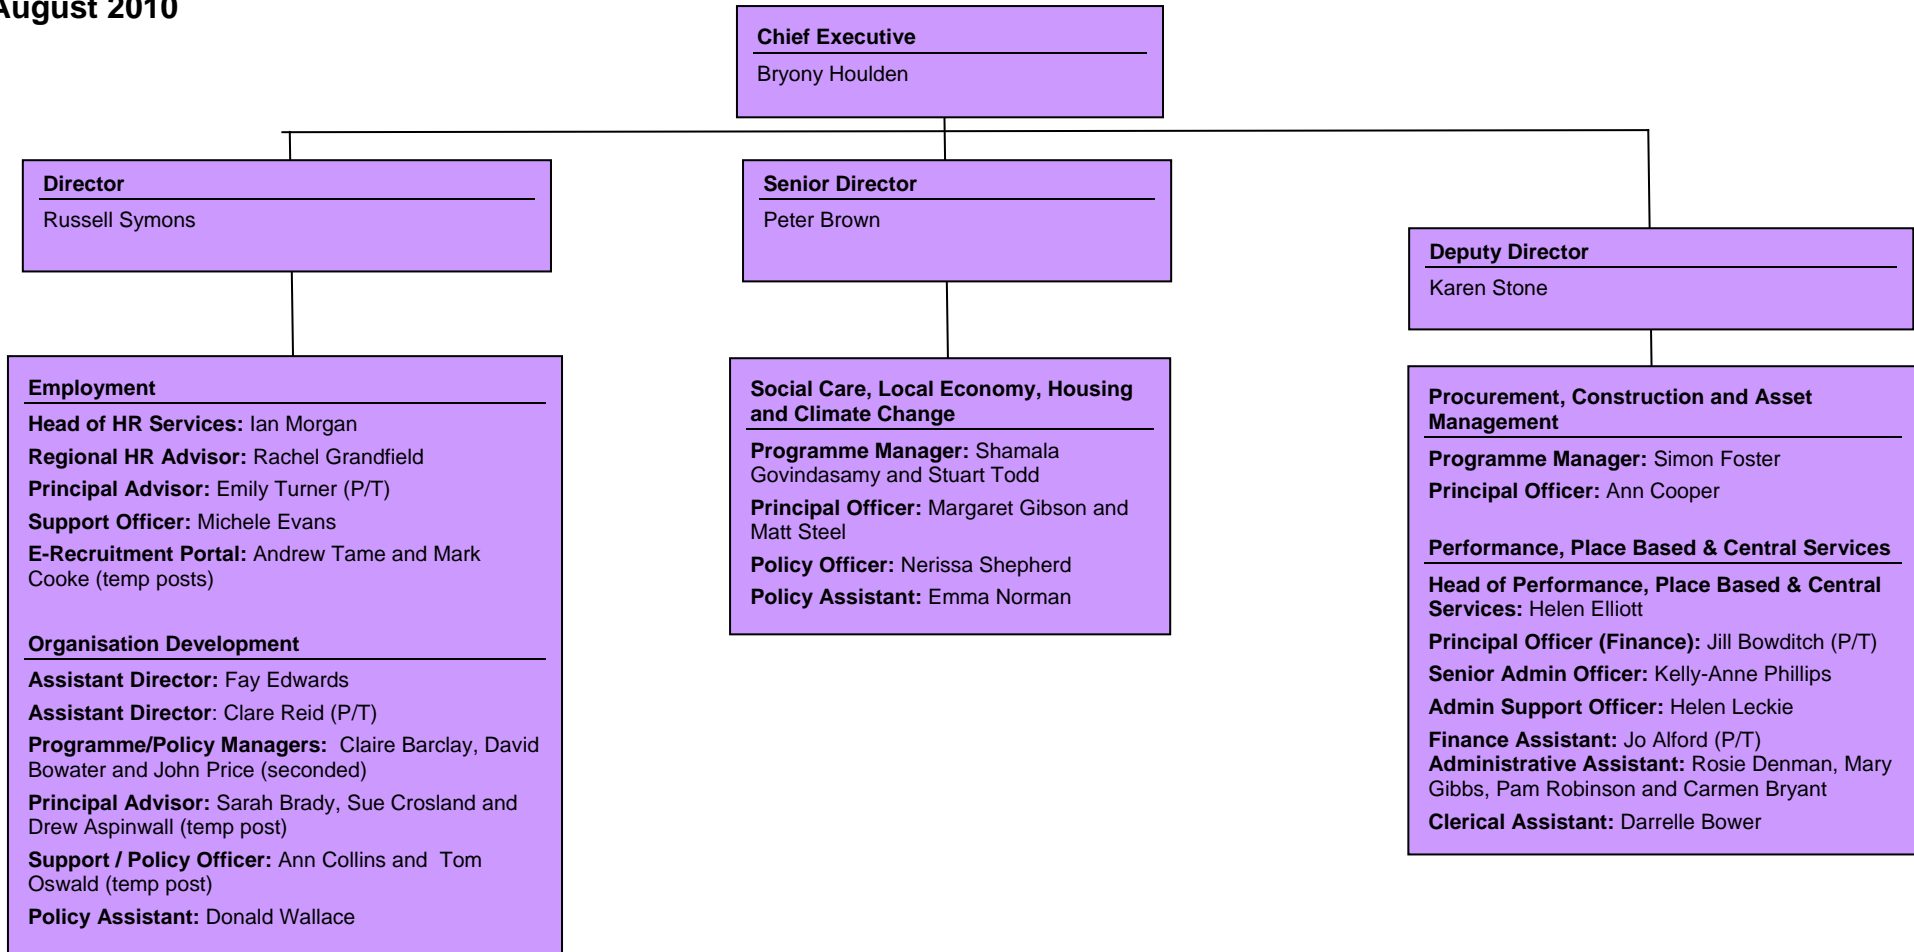 August 2010
Chief Executive
Bryony Houlden
Director
Russell Symons
Senior Director
Peter Brown
Deputy Director
Karen Stone
Employment
Head of HR Services: Ian Morgan
Regional HR Advisor: Rachel Grandfield
Principal Advisor: Emily Turner (P/T)
Support Officer: Michele Evans
E-Recruitment Portal: Andrew Tame and Mark
Cooke (temp posts)
Organisation Development
Assistant Director: Fay Edwards
Assistant Director: Clare Reid (P/T)
Programme/Policy Managers:  Claire Barclay, David
Bowater and John Price (seconded)
Principal Advisor: Sarah Brady, Sue Crosland and
Drew Aspinwall (temp post)
Support / Policy Officer: Ann Collins and  Tom
Oswald (temp post)
Policy Assistant: Donald Wallace
Social Care, Local Economy, Housing
and Climate Change
Programme Manager: Shamala
Govindasamy and Stuart Todd
Principal Officer: Margaret Gibson and
Matt Steel
Policy Officer: Nerissa Shepherd
Policy Assistant: Emma Norman
Procurement, Construction and Asset
Management
Programme Manager: Simon Foster
Principal Officer: Ann Cooper
Performance, Place Based & Central Services
Head of Performance, Place Based & Central
Services: Helen Elliott
Principal Officer (Finance): Jill Bowditch (P/T)
Senior Admin Officer: Kelly-Anne Phillips
Admin Support Officer: Helen Leckie
Finance Assistant: Jo Alford (P/T)
Administrative Assistant: Rosie Denman, Mary
Gibbs, Pam Robinson and Carmen Bryant
Clerical Assistant: Darrelle Bower